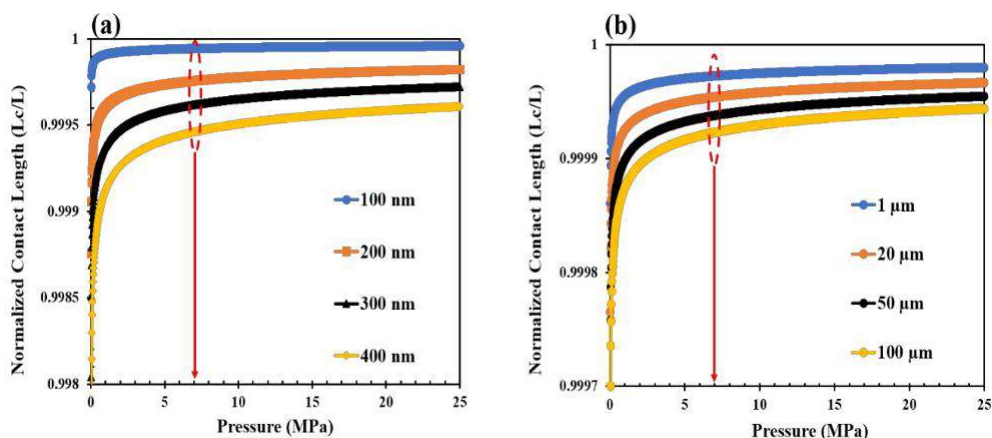 (a)
1
0.9995
0.999
0.9985
0.998
Normalized Contact Length (Lc/L)
0 5 10 15 20 25
Pressure (MPa)
100 nm
200 nm
300 nm
400 nm
(b)
1
0.9999
0.9998
0.9997
Normalized Contact Length (Lc/L)
0 5 10 15 20 25
Pressure (MPa)
1 µm
20 µm
50 µm
100 µm